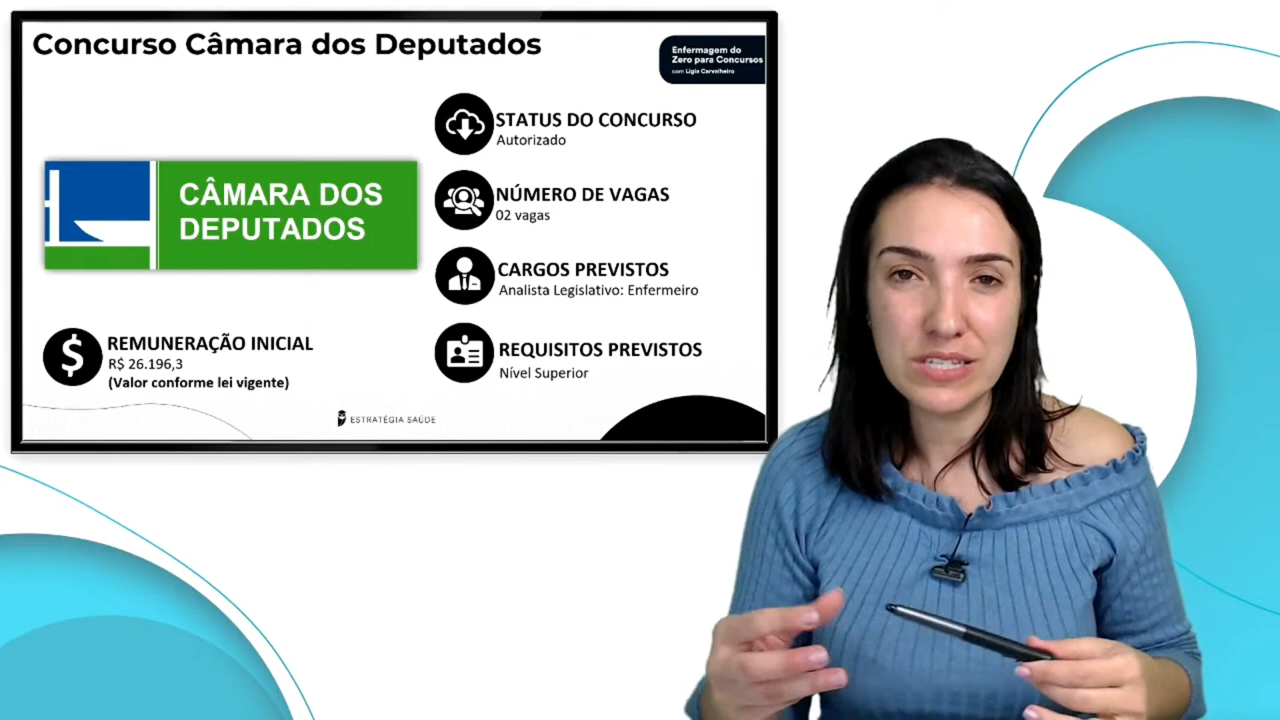 Concurso Câmara dos Deputados
Enfermagem do
Zero para Concursos
com Ligia Carvalheiro
CÂMARA DOS
DEPUTADOS
STATUS DO CONCURSO
Autorizado
NÚMERO DE VAGAS
02 vagas
CARGOS PREVISTOS
Analista Legislativo: Enfermeiro
REQUISITOS PREVISTOS
Nível Superior
REMUNERAÇÃO INICIAL
R$ 26.196,3
(Valor conforme lei vigente)
ESTRATÉGIA SAÚDE